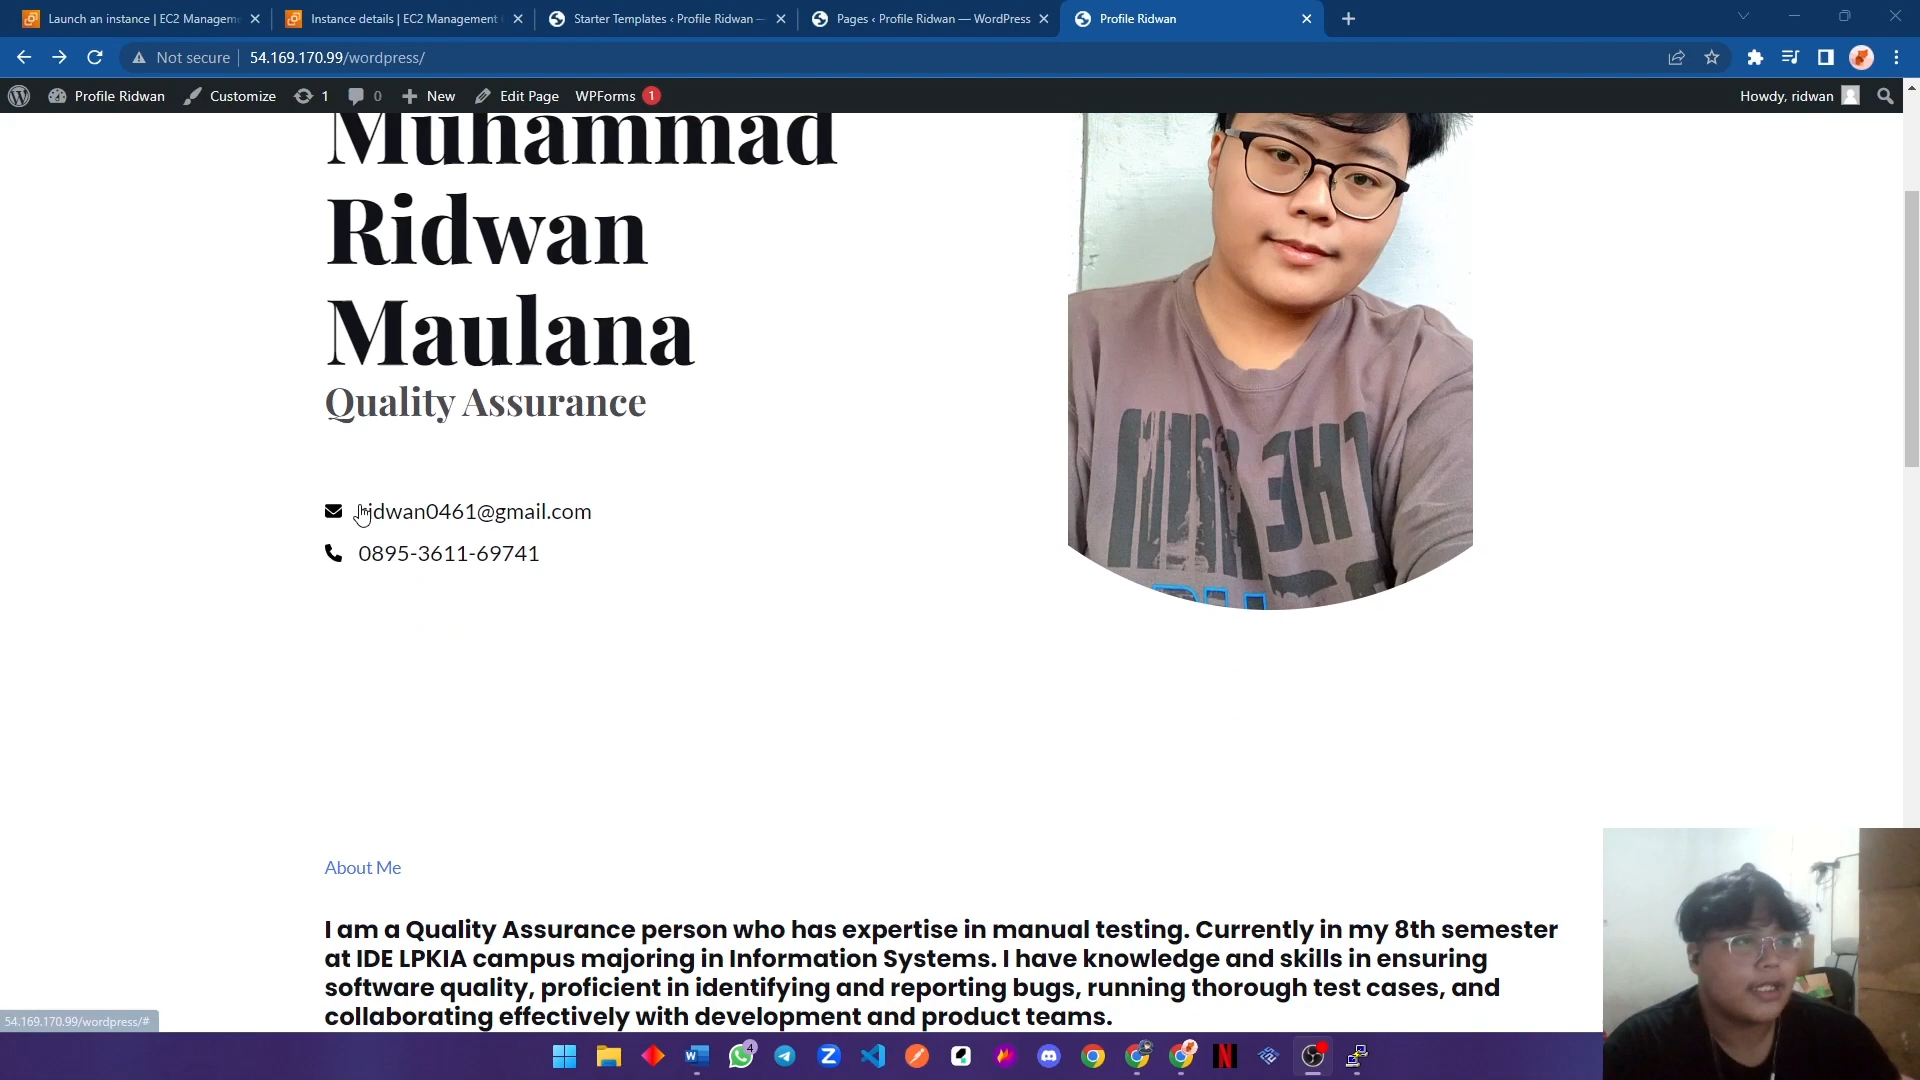 Launch an instance | EC2 Manageme
Instance details | EC2 Management
Starter Templates ‹ Profile Ridwan —
Pages ‹ Profile Ridwan — WordPress
Profile Ridwan
Not secure
54.169.170.99/wordpress/
Profile Ridwan
Customize
1
0
New
Edit Page
WPForms
1
Howdy, ridwan
Muhammad
Ridwan
Maulana
Quality Assurance
ridwan0461@gmail.com
0895-3611-69741
About Me
I am a Quality Assurance person who has expertise in manual testing. Currently in my 8th semester
at IDE LPKIA campus majoring in Information Systems. I have knowledge and skills in ensuring
software quality, proficient in identifying and reporting bugs, running thorough test cases, and
collaborating effectively with development and product teams.
54.169.170.99/wordpress/#
4